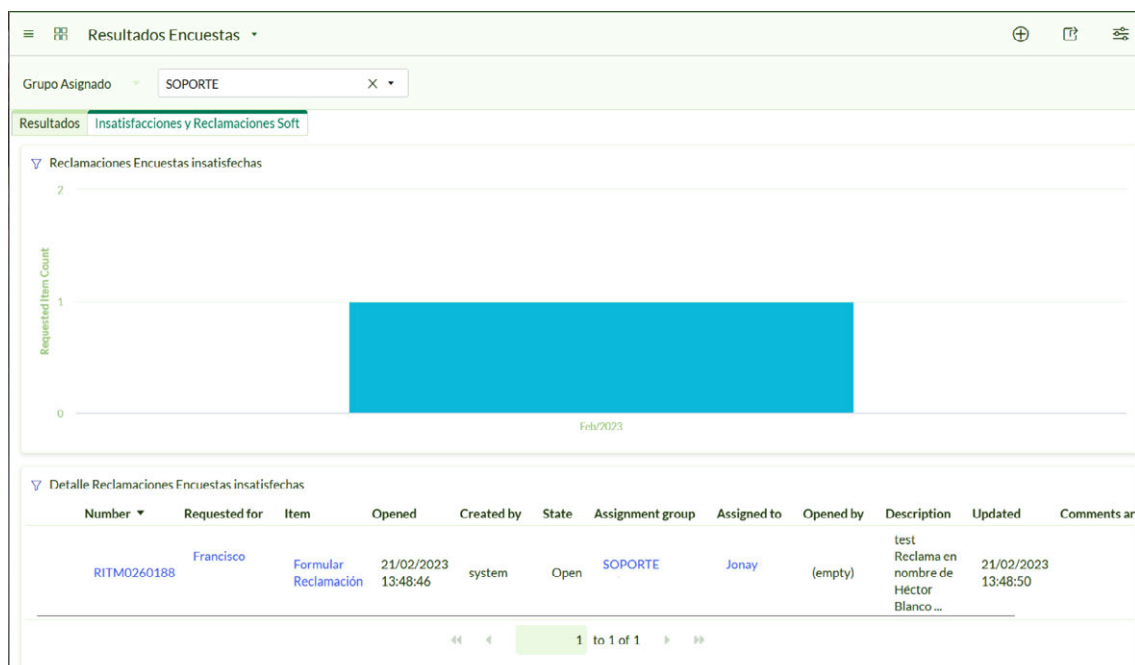 Resultados Encuestas
Grupo Asignado SOPORTE
Resultados Insatisfacciones y Reclamaciones Soft
Reclamaciones Encuestas insatisfechas
2
Requested Item Count
1
0
Feb/2023
Detalle Reclamaciones Encuestas insatisfechas
Number Requested for Item Opened Created by State Assignment group Assigned to Opened by Description Updated Comments ar
RITM0260188 Francisco Formular Reclamación 21/02/2023 13:48:46 system Open SOPORTE Jonay (empty) test Reclama en nombre de Héctor Blanco ... 21/02/2023 13:48:50
1 to 1 of 1